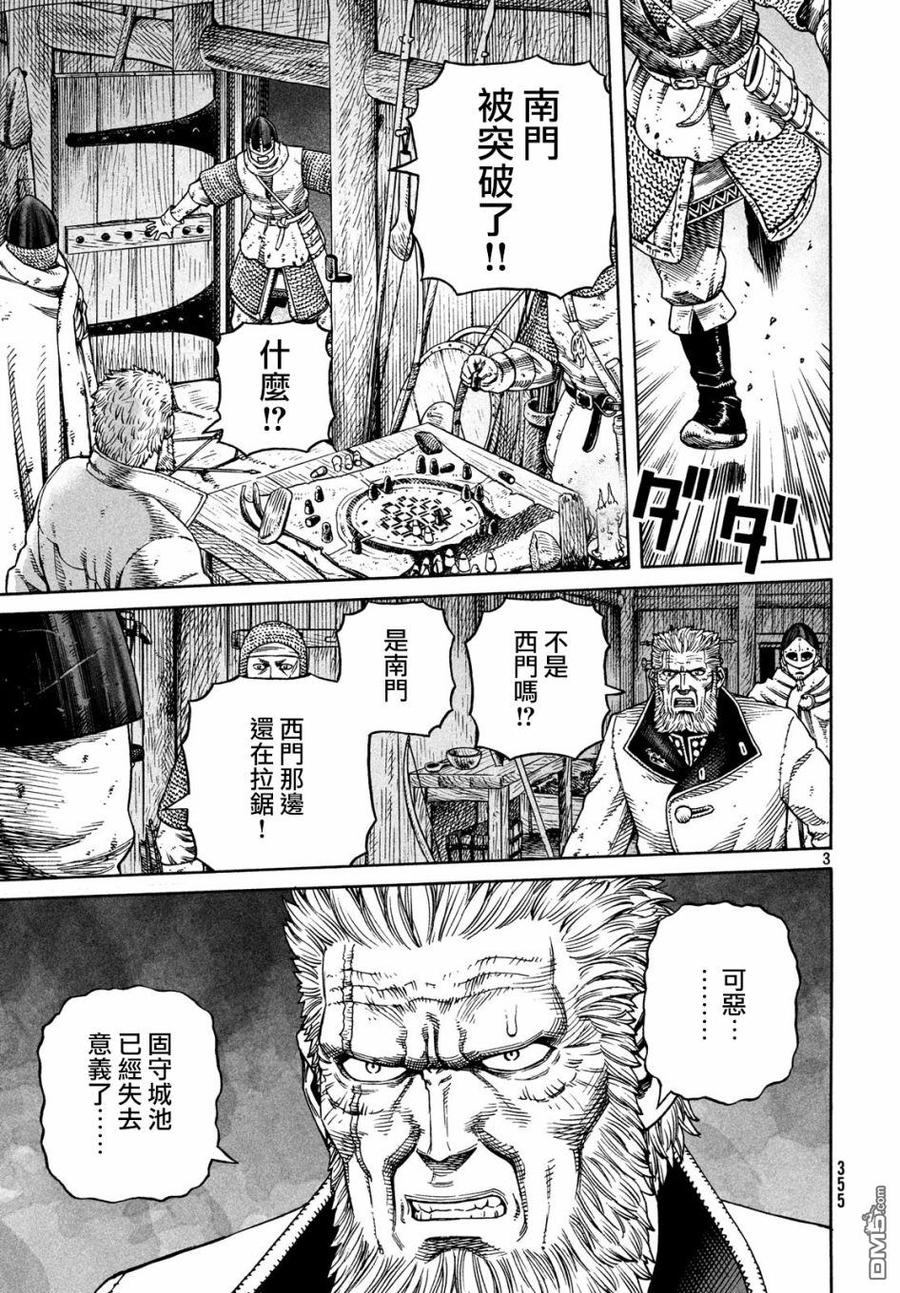 ダダ
南門
被突破了!!
什麼!?
不是
西門嗎!?
是南門
西門那邊
還在拉鋸!
3
可惡…
………
固守城池
已經失去
意義了……
355
DM5.com